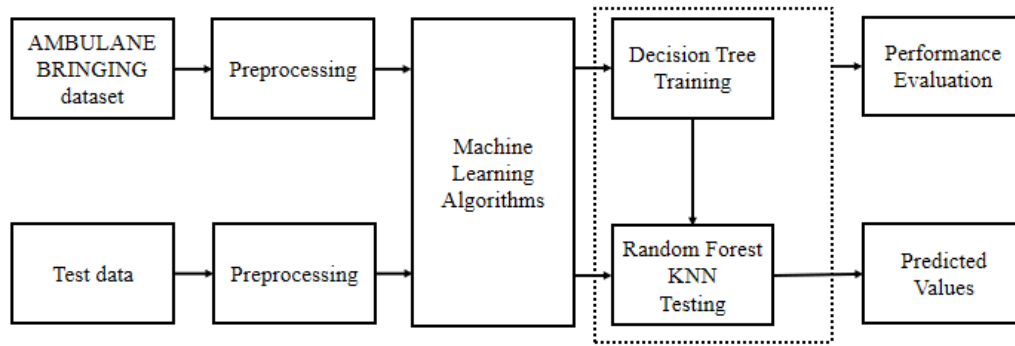 AMBULANE
BRINGING
dataset
Preprocessing
Machine
Learning
Algorithms
Decision Tree
Training
Performance
Evaluation
Test data
Preprocessing
Random Forest
KNN
Testing
Predicted
Values